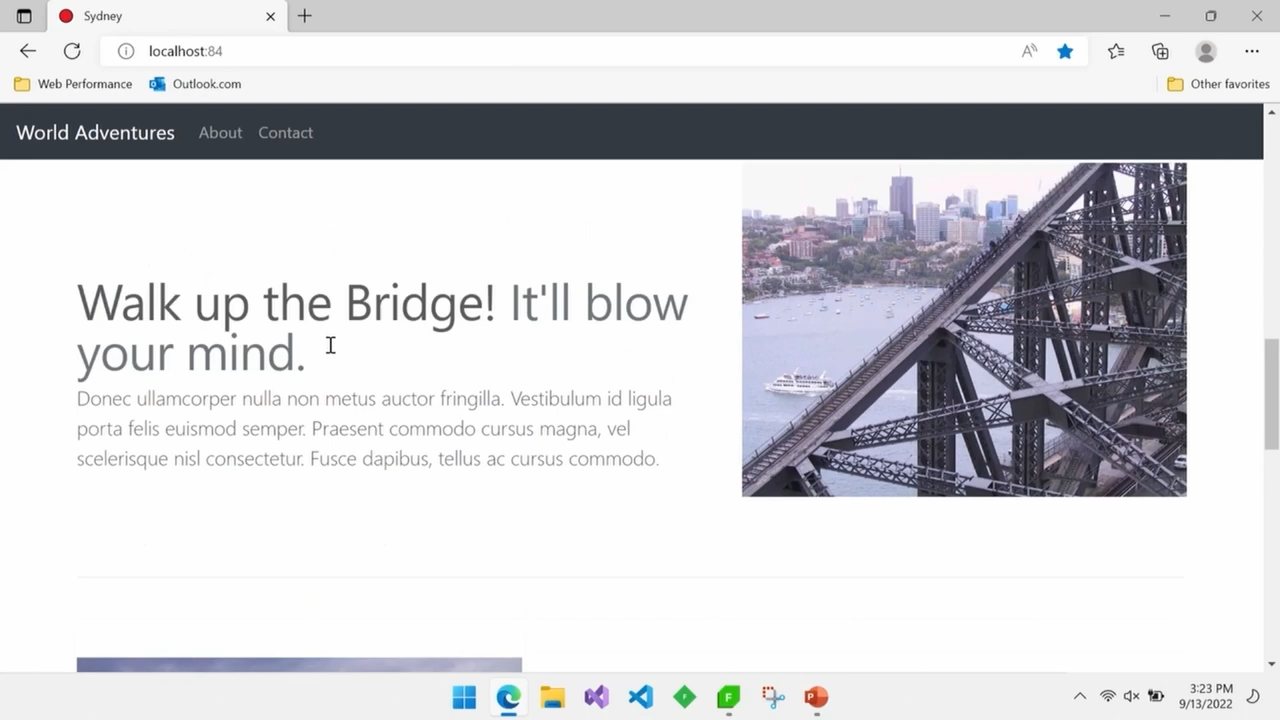 Sydney
localhost:84
Web Performance
Outlook.com
Other favorites
World Adventures
About
Contact
Walk up the Bridge! It'll blow
your mind.
Donec ullamcorper nulla non metus auctor fringilla. Vestibulum id ligula
porta felis euismod semper. Praesent commodo cursus magna, vel
scelerisque nisl consectetur. Fusce dapibus, tellus ac cursus commodo.
3:23 PM
9/13/2022